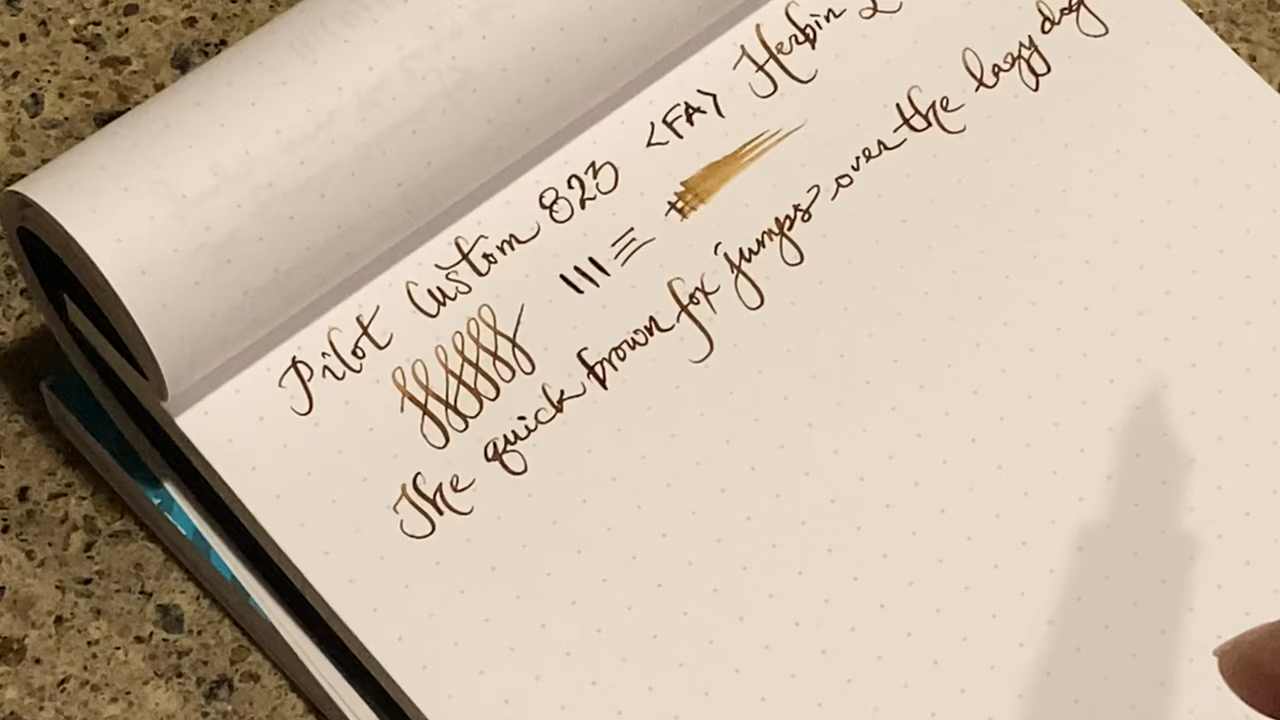 Pilot Custom 823 <FA> Herbin
The quick brown fox jumps over the lazy dog